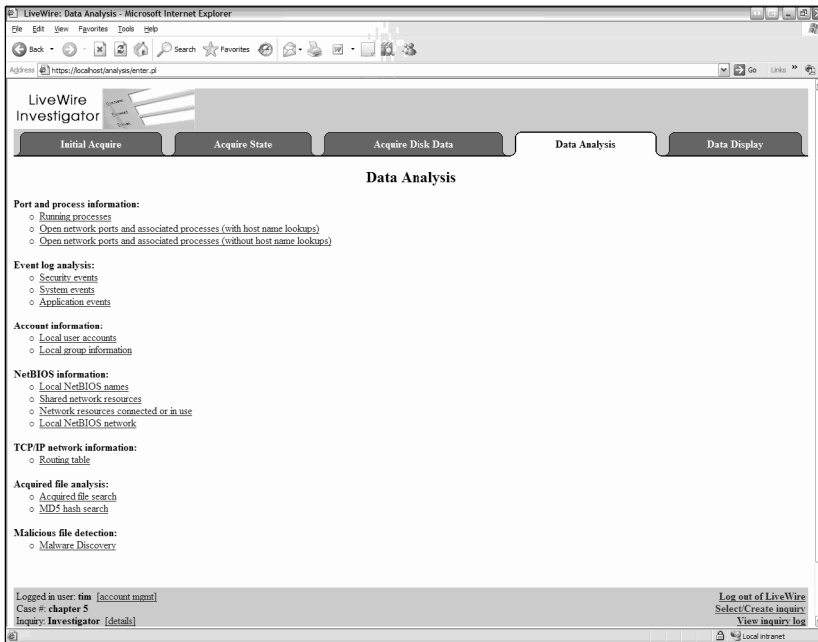 LiveWire: Data Analysis - Microsoft Internet Explorer
File Edit View Favorites Tools Help
Back Search Favorites
Address https://localhost/analysis/enter.pl Go Links »
LiveWire
Investigator
Initial Acquire Acquire State Acquire Disk Data Data Analysis Data Display
Data Analysis
Port and process information:
Running processes
Open network ports and associated processes (with host name lookups)
Open network ports and associated processes (without host name lookups)
Event log analysis:
Security events
System events
Application events
Account information:
Local user accounts
Local group information
NetBIOS information:
Local NetBIOS names
Shared network resources
Network resources connected or in use
Local NetBIOS network
TCP/IP network information:
Routing table
Acquired file analysis:
Acquired file search
MD5 hash search
Malicious file detection:
Malware Discovery
Logged in user: tim [account mgmt] Log out of LiveWire
Case #: chapter 5 Select/Create inquiry
Inquiry: Investigator [details] View inquiry log
Local intranet